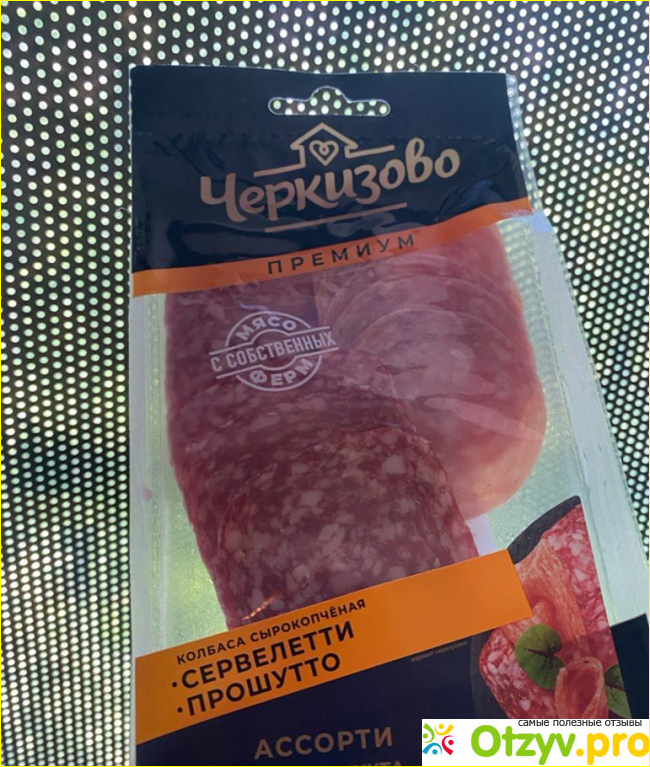 Черкизово
ПРЕМИУМ
МЯСО
С СОБСТВЕННЫХ
ФЕРМ
КОЛБАСА СЫРОКОПЧЁНАЯ
·СЕРВЕЛЕТТИ
·ПРОШУТТО
АССОРТИ
самые полезные отзывы
Otzyv.pro